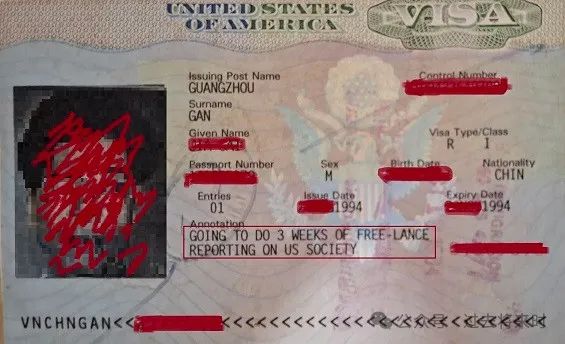 UNITED STATES
OF AMERICA
VISA
Issuing Post Name
GUANGZHOU
Control Number
Surname
GAN
Given Name
Visa Type/Class
R I
Passport Number
Sex
M
Birth Date
Nationality
CHIN
Entries
01
Issue Date
1994
Expiry Date
1994
Annotation
GOING TO DO 3 WEEKS OF FREE-LANCE
REPORTING ON US SOCIETY
VNCHNGAN<<